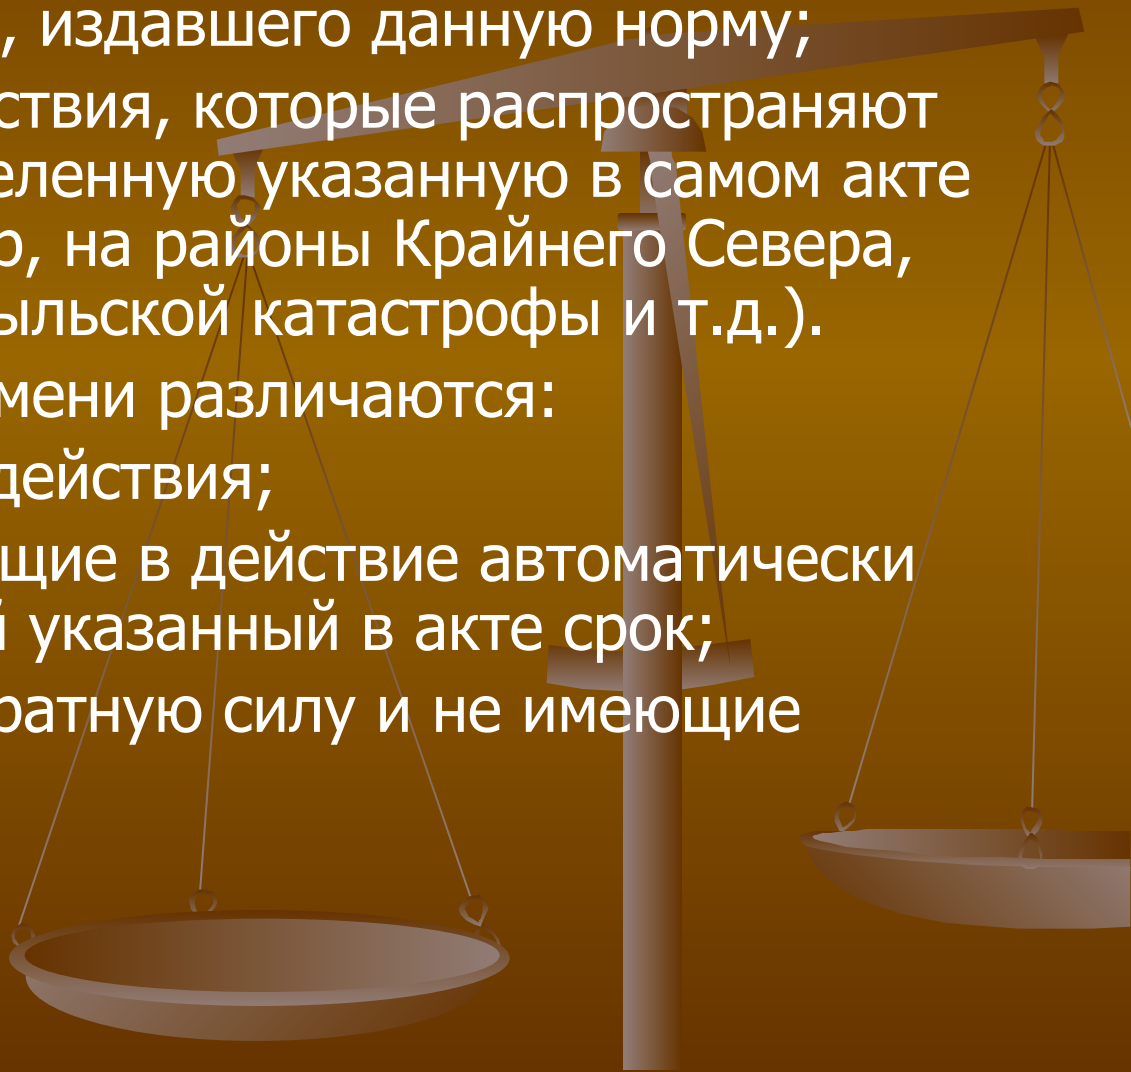 , издавшего данную норму;
ствия, которые распространяют
еленную указанную в самом акте
р, на районы Крайнего Севера,
ыльской катастрофы и т.д.).
мени различаются:
действия;
щие в действие автоматически
й указанный в акте срок;
ратную силу и не имеющие